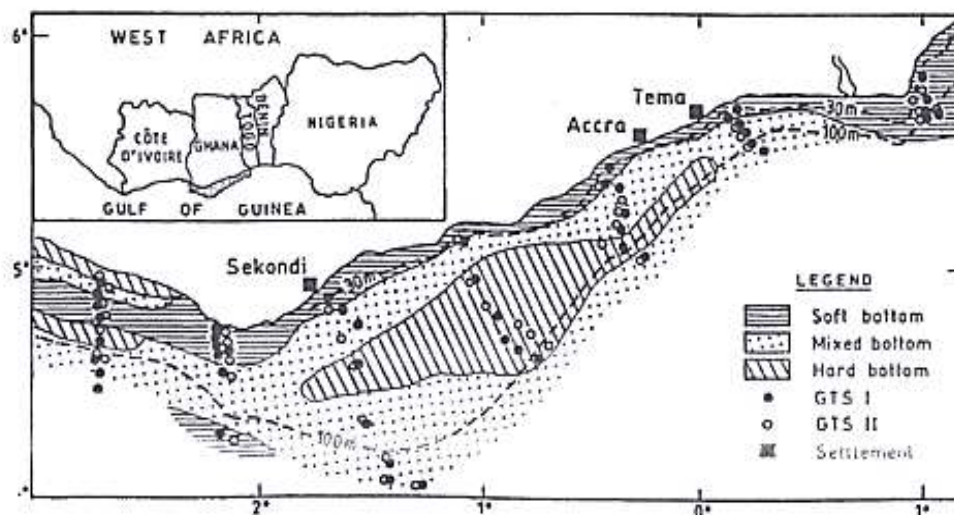 6°
WEST AFRICA
CÔTE
D'IVOIRE
GHANA
TOGO
BENIN
NIGERIA
GULF OF GUINEA
Tema
Accra
30m
100m
5°
Sekondi
30m
100m
LEGEND
Soft bottom
Mixed bottom
Hard bottom
GTS I
GTS II
Settlement
2°
1°
0°
1°